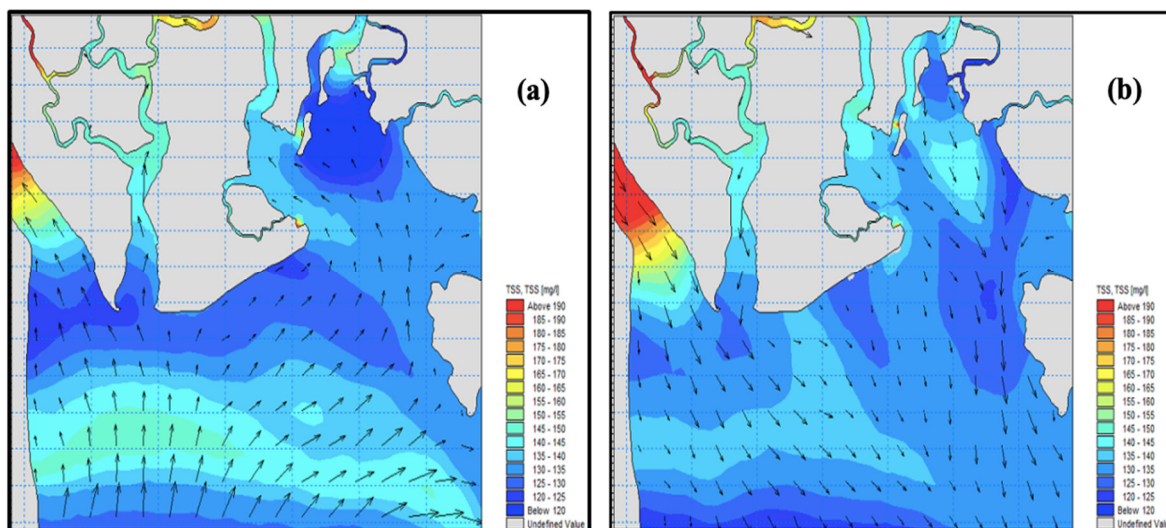 (a)
TSS, TSS [mg/l]
Above 190
185 - 190
180 - 185
175 - 180
170 - 175
165 - 170
160 - 165
155 - 160
150 - 155
145 - 150
140 - 145
135 - 140
130 - 135
125 - 130
120 - 125
Below 120
Undefined Value
(b)
TSS, TSS [mg/l]
Above 190
185 - 190
180 - 185
175 - 180
170 - 175
165 - 170
160 - 165
155 - 160
150 - 155
145 - 150
140 - 145
135 - 140
130 - 135
125 - 130
120 - 125
Below 120
Undefined Value